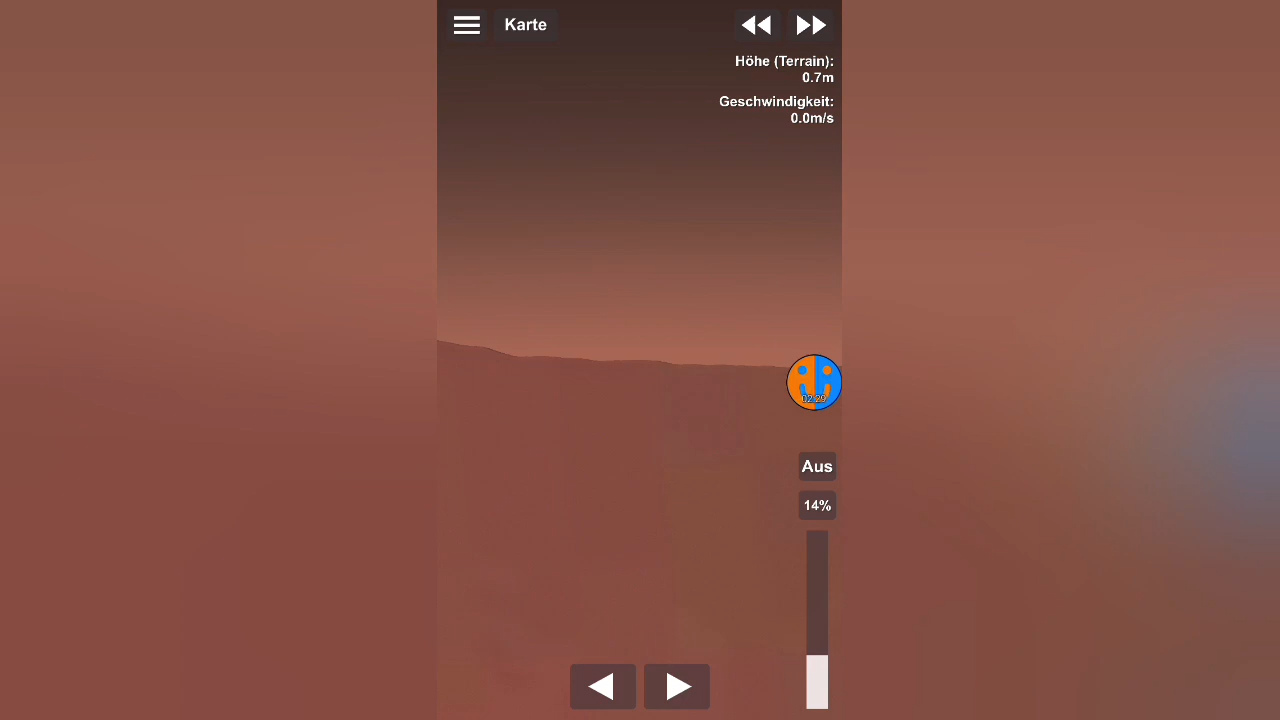 Karte
Höhe (Terrain):
0.7m
Geschwindigkeit:
0.0m/s
02:29
Aus
14%